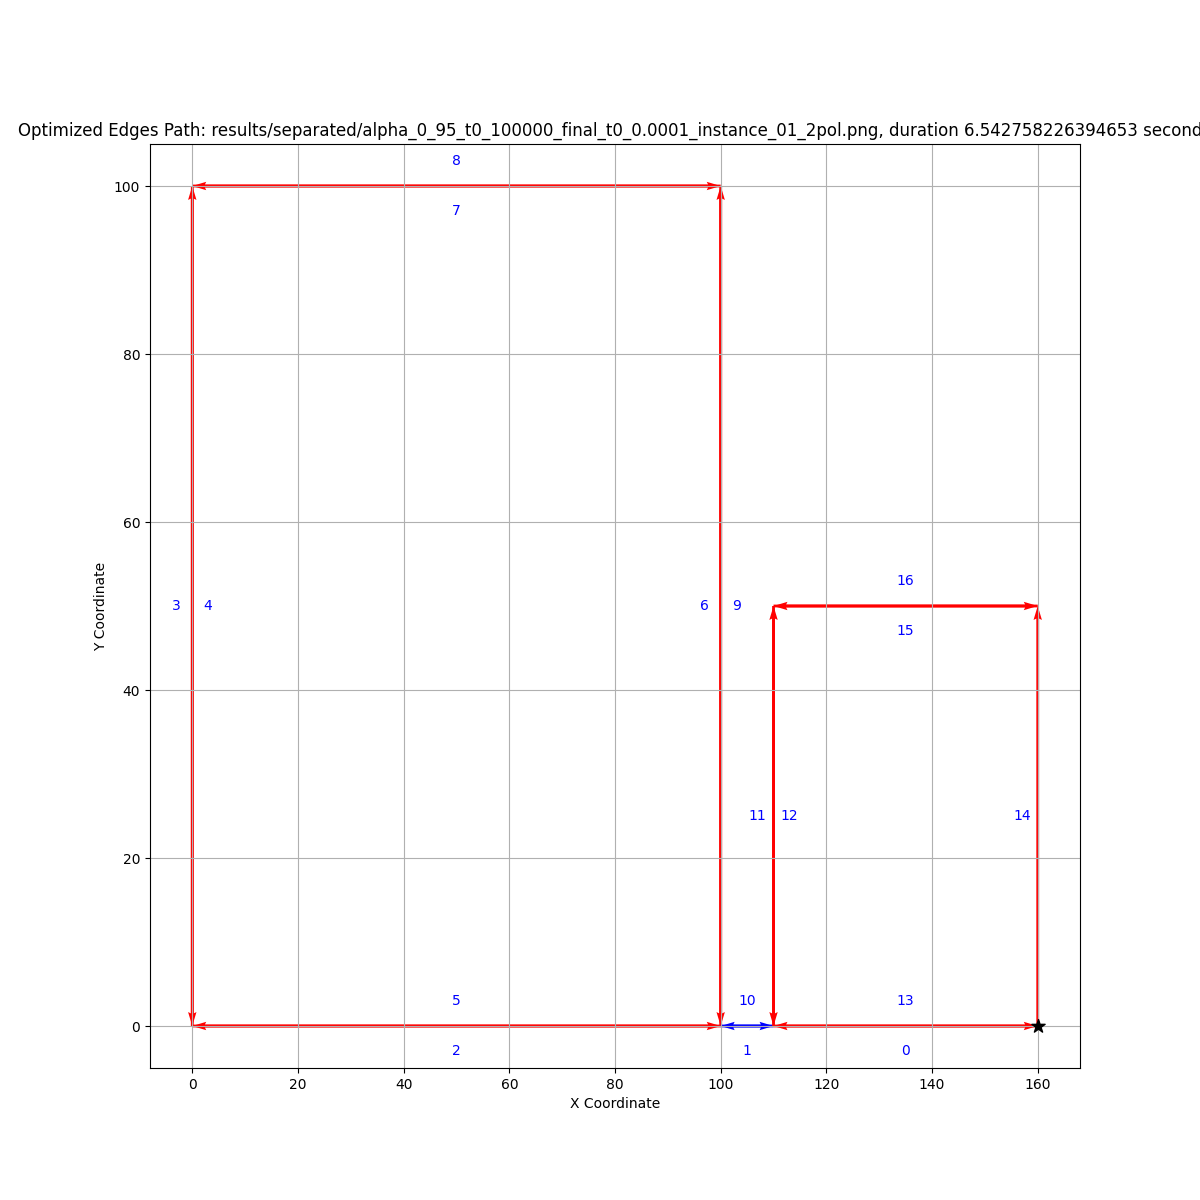 Optimized Edges Path: results/separated/alpha_0_95_t0_100000_final_t0_0.0001_instance_01_2pol.png, duration 6.542758226394653 second
8
100
7
80
60
16
3 4 6 9
15
Y Coordinate
40
11 12 14
20
5 10 13
0
2 1 0
0 20 40 60 80 100 120 140 160
X Coordinate